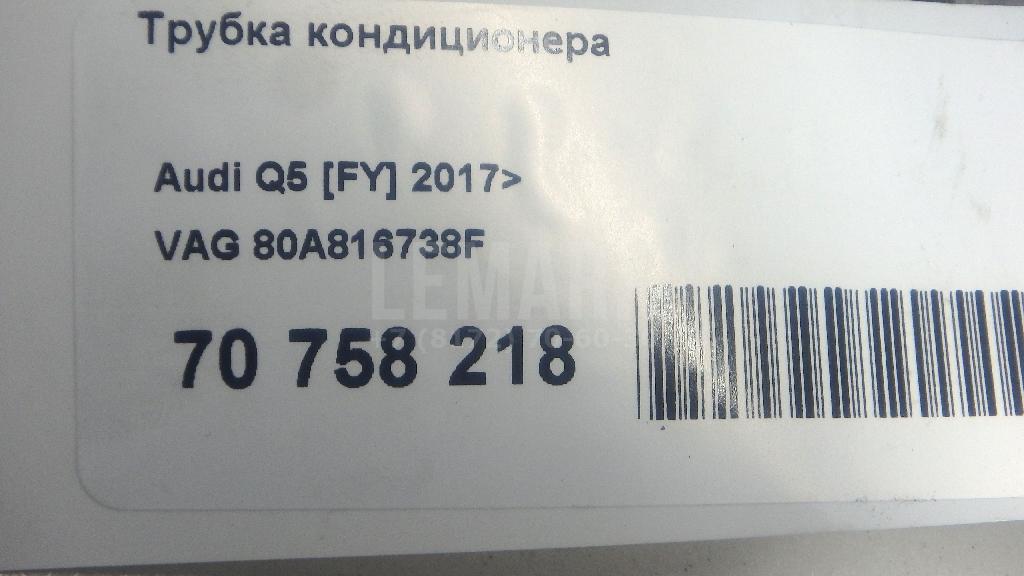 Трубка кондиционера
Audi Q5 [FY] 2017>
VAG 80A816738F
70 758 218